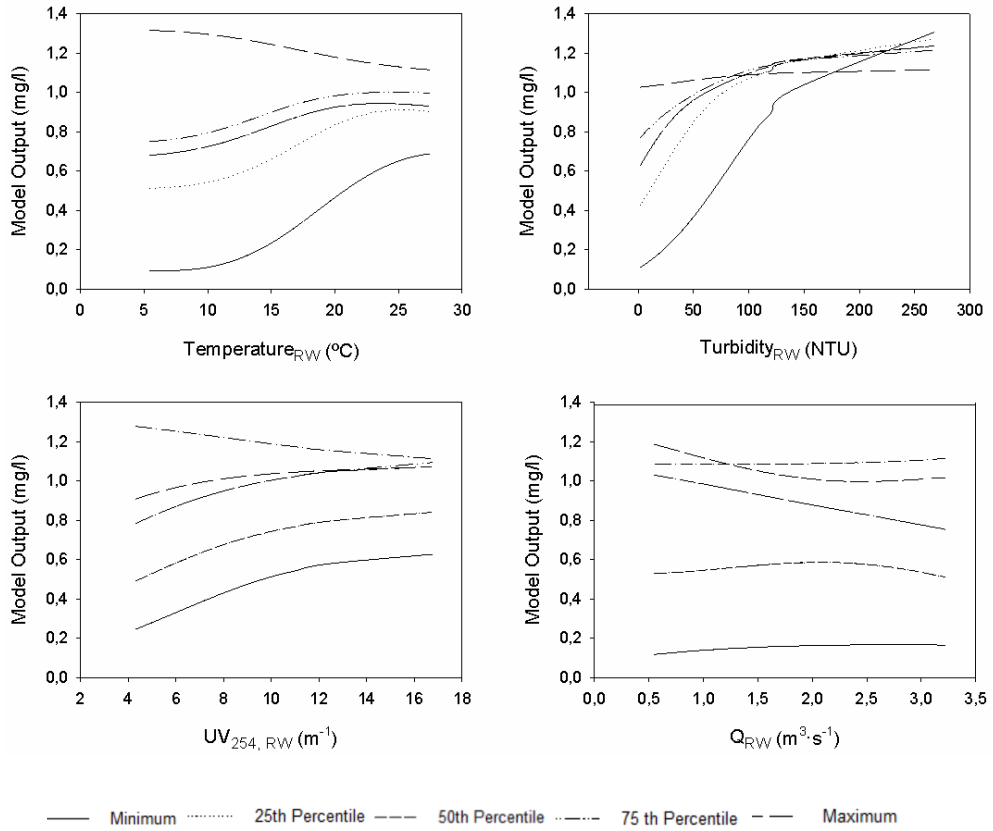 1,4
1,2
1,0
0,8
0,6
0,4
0,2
0,0
Model Output (mg/l)
0 5 10 15 20 25 30
Temperature_RW (ºC)
1,4
1,2
1,0
0,8
0,6
0,4
0,2
0,0
Model Output (mg/l)
0 50 100 150 200 250 300
Turbidity_RW (NTU)
1,4
1,2
1,0
0,8
0,6
0,4
0,2
0,0
Model Output (mg/l)
2 4 6 8 10 12 14 16 18
UV_254, RW (m^-1)
1,4
1,2
1,0
0,8
0,6
0,4
0,2
0,0
Model Output (mg/l)
0,0 0,5 1,0 1,5 2,0 2,5 3,0 3,5
Q_RW (m³·s^-1)
Minimum 25th Percentile 50th Percentile 75 th Percentile Maximum